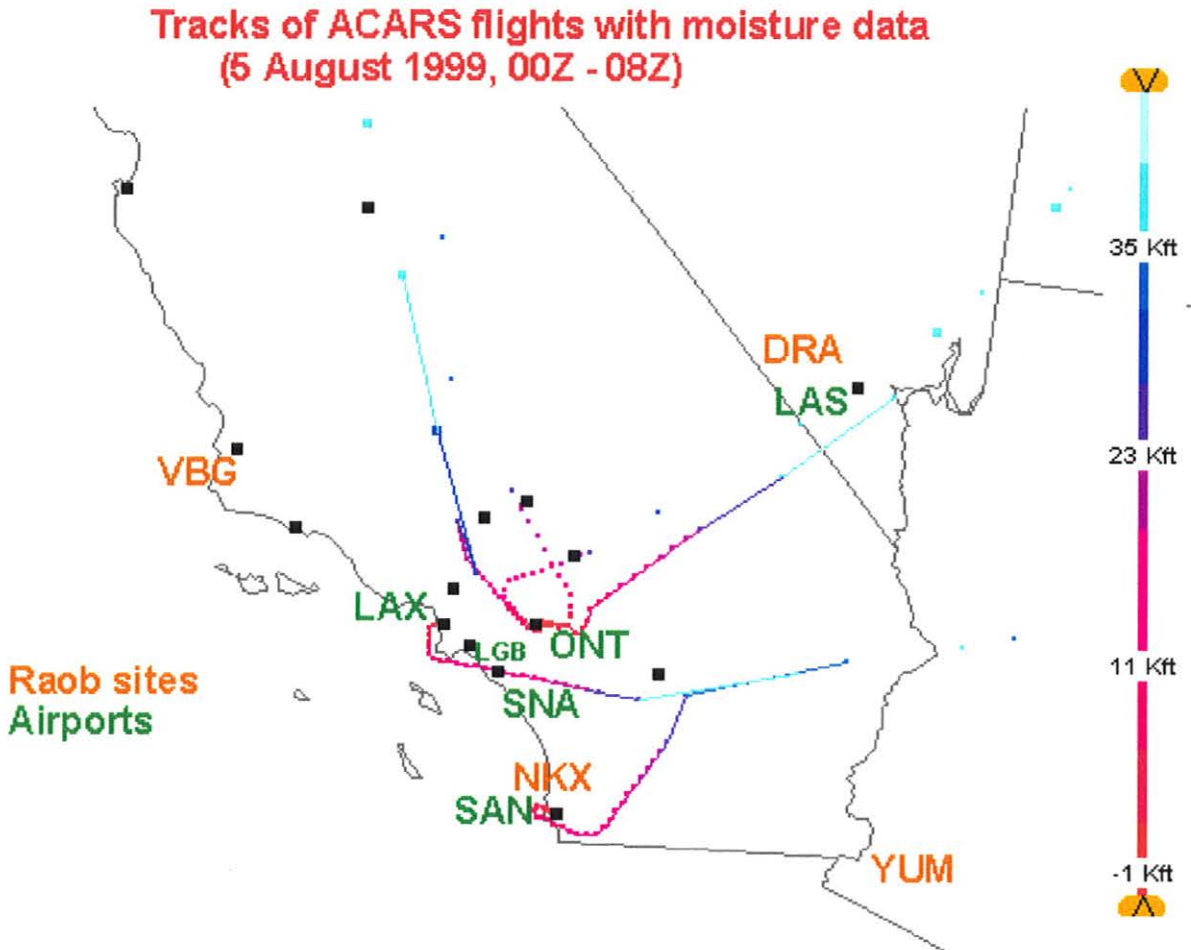 Tracks of ACARS flights with moisture data
(5 August 1999, 00Z - 08Z)
35 Kft
DRA
LAS
23 Kft
VBG
LAX
ONT
LGB
11 Kft
Raob sites
SNA
Airports
NKX
SAN
YUM
-1 Kft